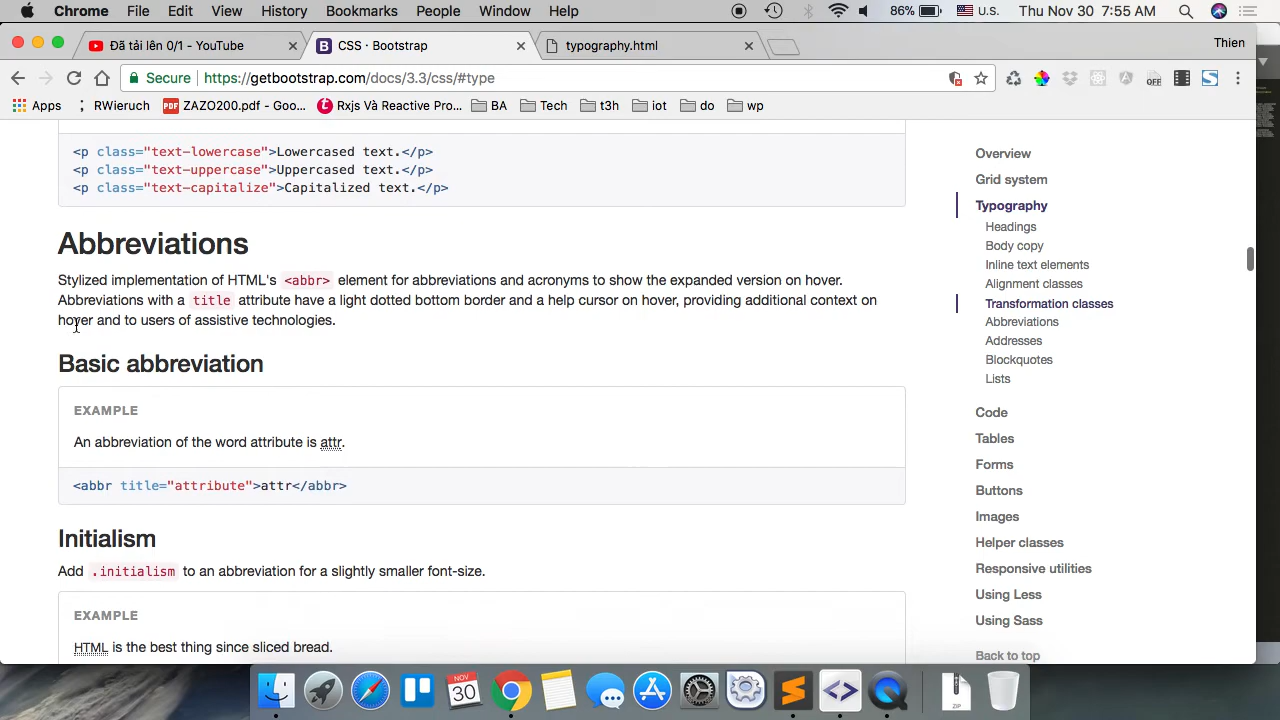 Chrome File Edit View History Bookmarks People Window Help 86% U.S. Thu Nov 30 7:55 AM
Đã tải lên 0/1 - YouTube CSS · Bootstrap typography.html Thien
Secure https://getbootstrap.com/docs/3.3/css/#type OFF
Apps RWieruch ZAZO200.pdf - Goo... Rxjs Và Reictive Pro... BA Tech t3h iot do wp
<p class="text-lowercase">Lowercased text.</p>
<p class="text-uppercase">Uppercased text.</p>
<p class="text-capitalize">Capitalized text.</p>
Abbreviations
Stylized implementation of HTML's <abbr> element for abbreviations and acronyms to show the expanded version on hover.
Abbreviations with a title attribute have a light dotted bottom border and a help cursor on hover, providing additional context on
hover and to users of assistive technologies.
Basic abbreviation
EXAMPLE
An abbreviation of the word attribute is attr.
<abbr title="attribute">attr</abbr>
Initialism
Add .initialism to an abbreviation for a slightly smaller font-size.
EXAMPLE
HTML is the best thing since sliced bread.
Overview
Grid system
Typography
Headings
Body copy
Inline text elements
Alignment classes
Transformation classes
Abbreviations
Addresses
Blockquotes
Lists
Code
Tables
Forms
Buttons
Images
Helper classes
Responsive utilities
Using Less
Using Sass
Back to top
NOV
30
ZIP